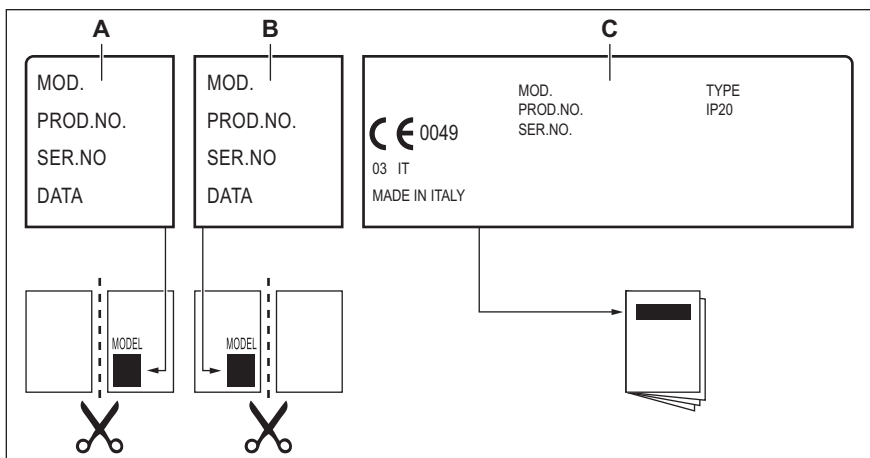 A
B
C
MOD.
PROD.NO.
SER.NO
DATA
MOD.
PROD.NO.
SER.NO
DATA
MOD.
PROD.NO.
SER.NO.
TYPE
IP20
CE 0049
03 IT
MADE IN ITALY
MODEL
MODEL